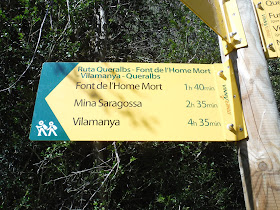 Ruta Queralbs - Font de l'Home Mort
- Vilamanya - Queralbs
Font de l'Home Mort 1h 40min
Mina Saragossa 2h 35min
Vilamanya 4h 35min